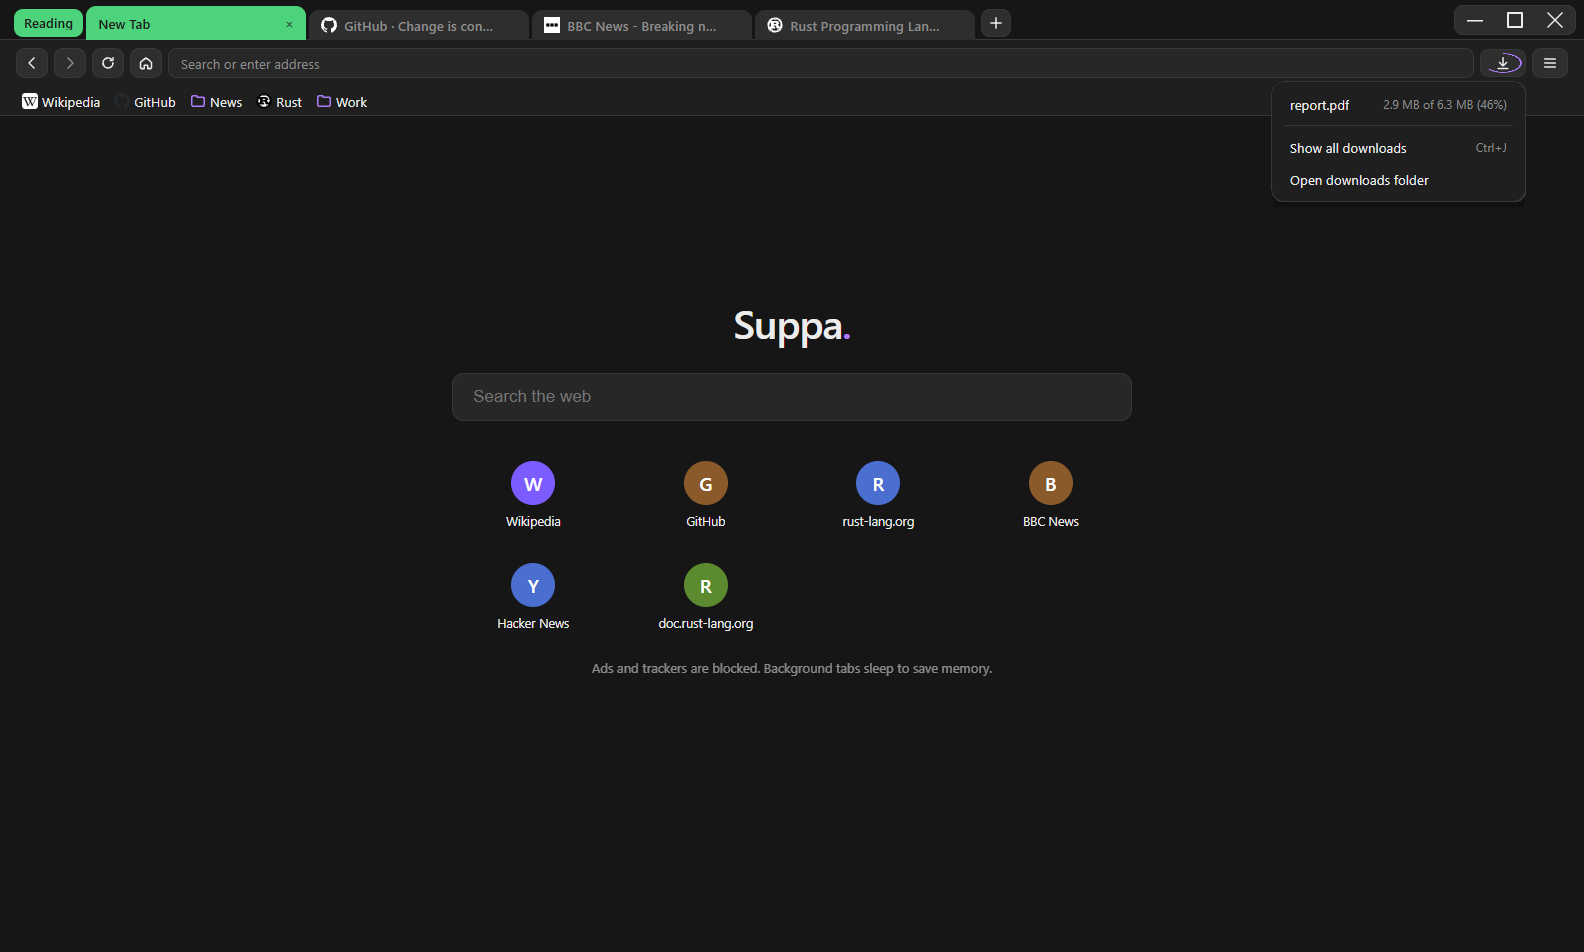 Reading
New Tab
GitHub · Change is con...
BBC News - Breaking n...
Rust Programming Lan...
Search or enter address
Wikipedia
GitHub
News
Rust
Work
report.pdf 2.9 MB of 6.3 MB (46%)
Show all downloads Ctrl+J
Open downloads folder
Suppa.
Search the web
W
G
R
B
Wikipedia
GitHub
rust-lang.org
BBC News
Y
R
Hacker News
doc.rust-lang.org
Ads and trackers are blocked. Background tabs sleep to save memory.